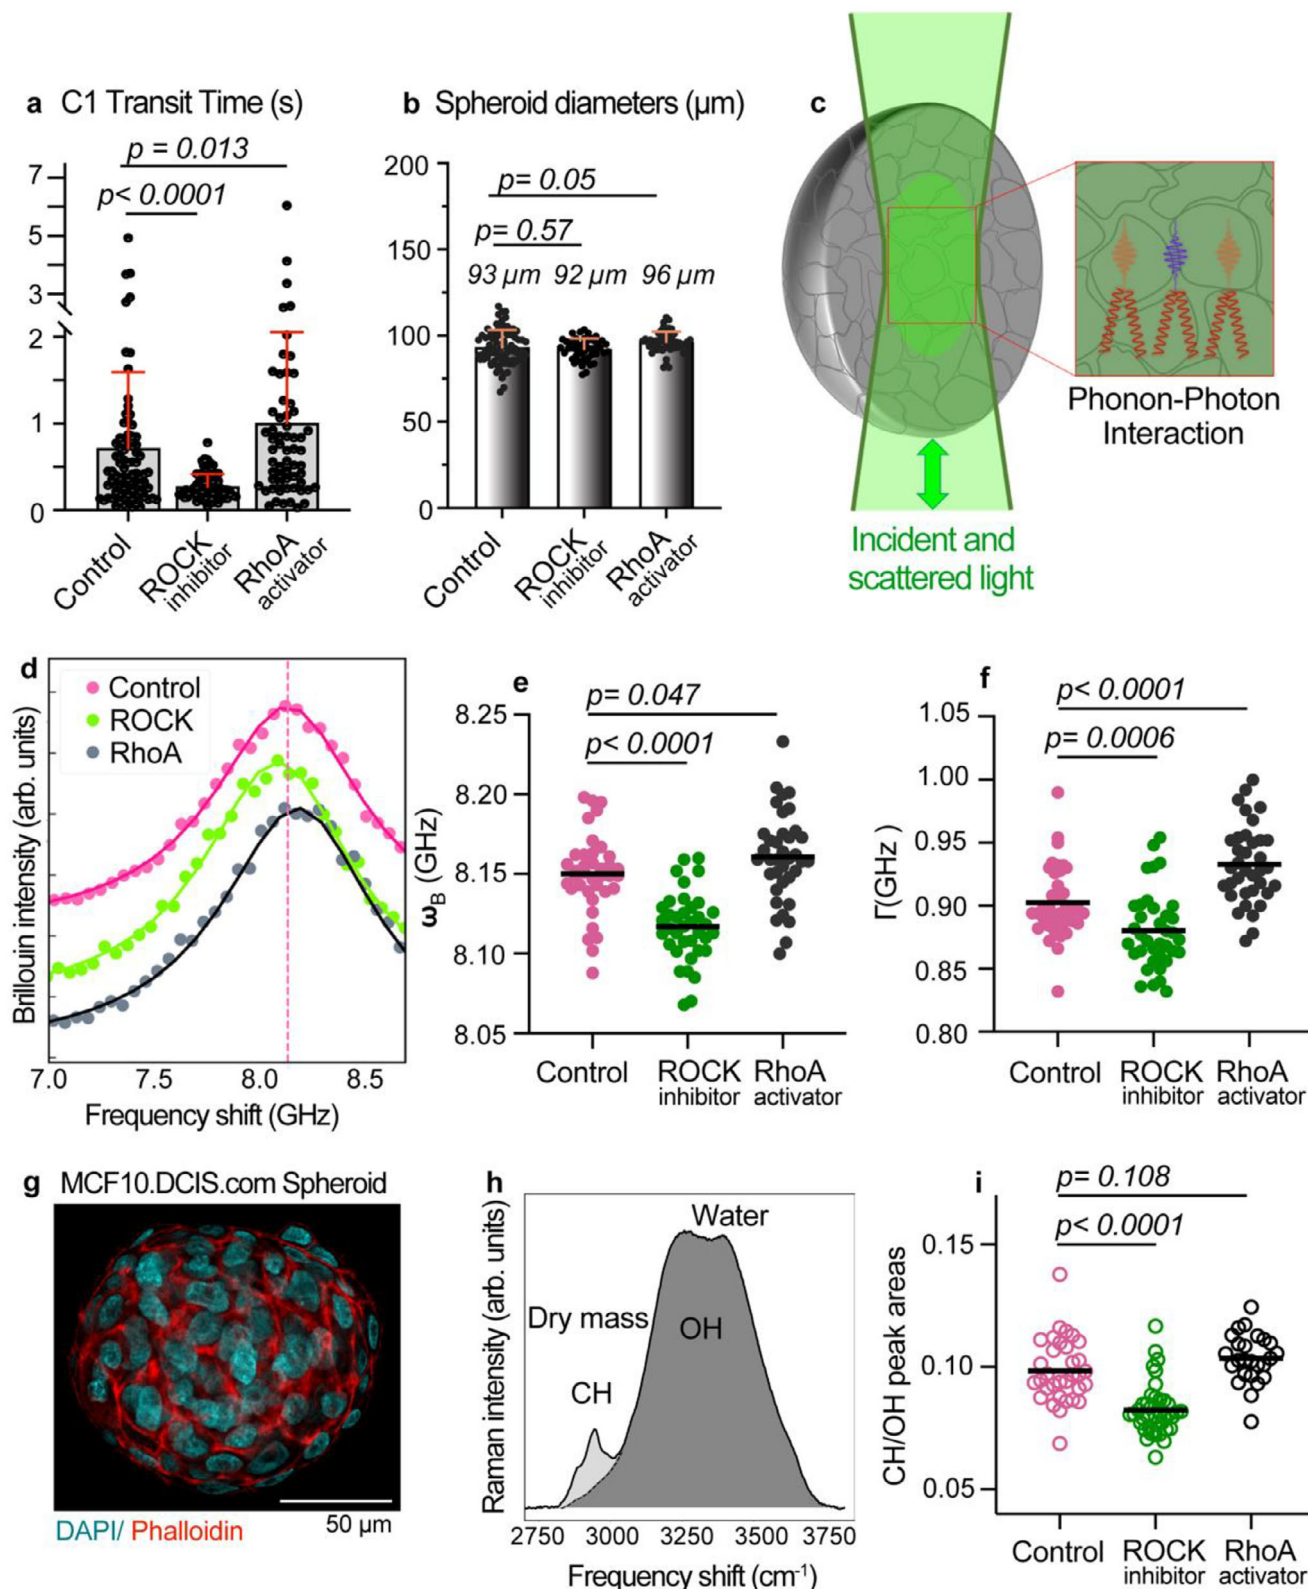 a C1 Transit Time (s)
p = 0.013
p< 0.0001
7
5
3
2
1
0
Control
ROCK
inhibitor
RhoA
activator
b Spheroid diameters (µm)
p= 0.05
p= 0.57
93 µm 92 µm 96 µm
200
150
100
50
0
Control
ROCK
inhibitor
RhoA
activator
c
Phonon-Photon
Interaction
Incident and
scattered light
d
Control
ROCK
RhoA
Brillouin intensity (arb. units)
7.0 7.5 8.0 8.5
Frequency shift (GHz)
e
p= 0.047
p< 0.0001
8.25
8.20
8.15
8.10
8.05
ωB (GHz)
Control
ROCK
inhibitor
RhoA
activator
f
p< 0.0001
p= 0.0006
1.05
1.00
0.95
0.90
0.85
0.80
Γ(GHz)
Control
ROCK
inhibitor
RhoA
activator
g MCF10.DCIS.com Spheroid
DAPI/ Phalloidin
50 µm
h
Raman intensity (arb. units)
Water
Dry mass
OH
CH
2750 3000 3250 3500 3750
Frequency shift (cm⁻¹)
i
p= 0.108
p< 0.0001
0.15
0.10
0.05
CH/OH peak areas
Control
ROCK
inhibitor
RhoA
activator